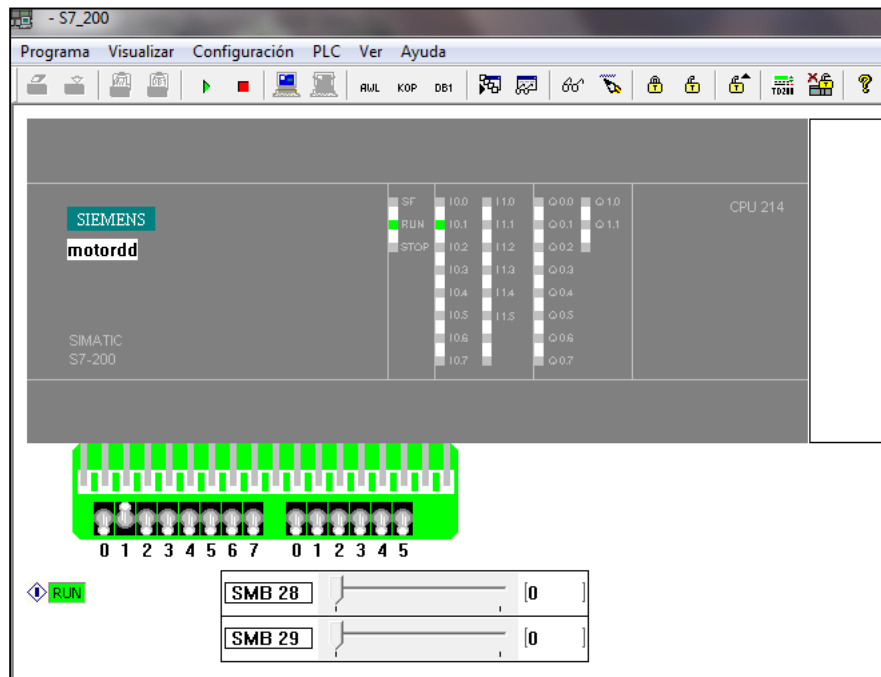 - S7_200
Programa Visualizar Configuración PLC Ver Ayuda
AWL KOP DB1 TD200
SIEMENS
motordd
SIMATIC
S7-200
SF I0.0 I1.0 Q0.0 Q1.0
RUN I0.1 I1.1 Q0.1 Q1.1
STOP I0.2 I1.2 Q0.2
I0.3 I1.3 Q0.3
I0.4 I1.4 Q0.4
I0.5 I1.5 Q0.5
I0.6 Q0.6
I0.7 Q0.7
CPU 214
0 1 2 3 4 5 6 7 0 1 2 3 4 5
RUN
SMB 28 [0 ]
SMB 29 [0 ]